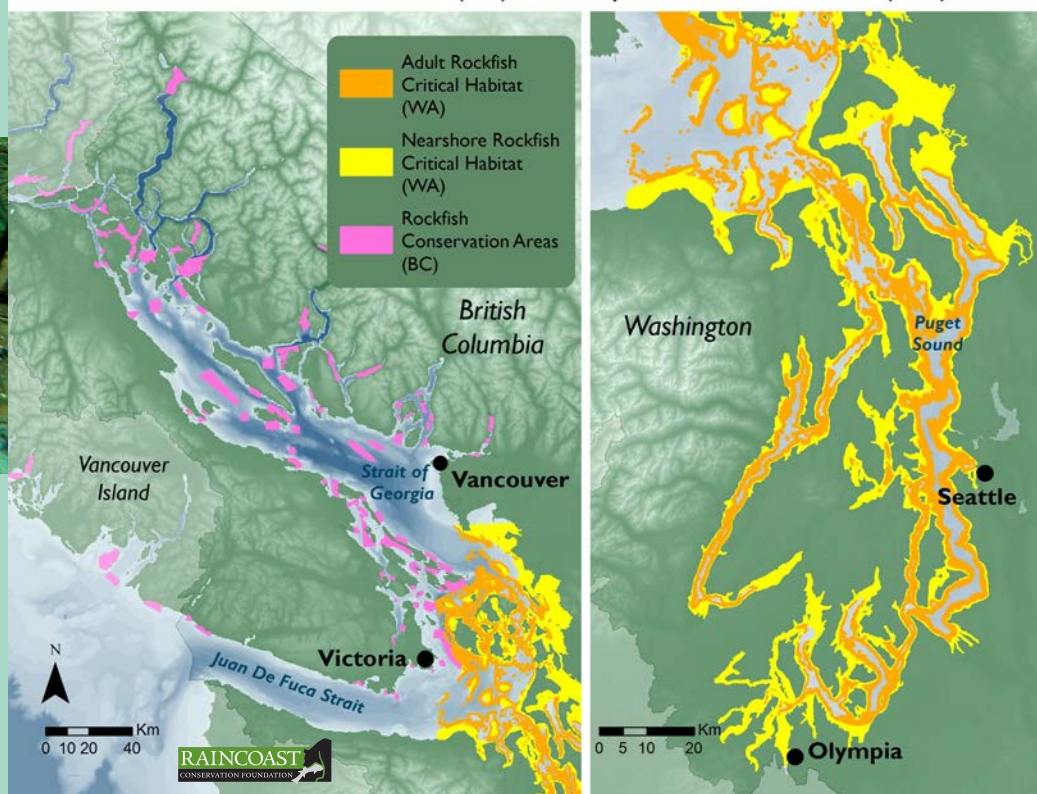 Adult Rockfish
Critical Habitat
(WA)
Nearshore Rockfish
Critical Habitat
(WA)
Rockfish
Conservation Areas
(BC)
British
Columbia
Vancouver
Island
Strait of
Georgia
Vancouver
Victoria
Juan De Fuca Strait
N
Km
0 10 20 40
RAINCOAST
CONSERVATION FOUNDATION
Washington
Puget
Sound
Seattle
Km
0 5 10 20
Olympia